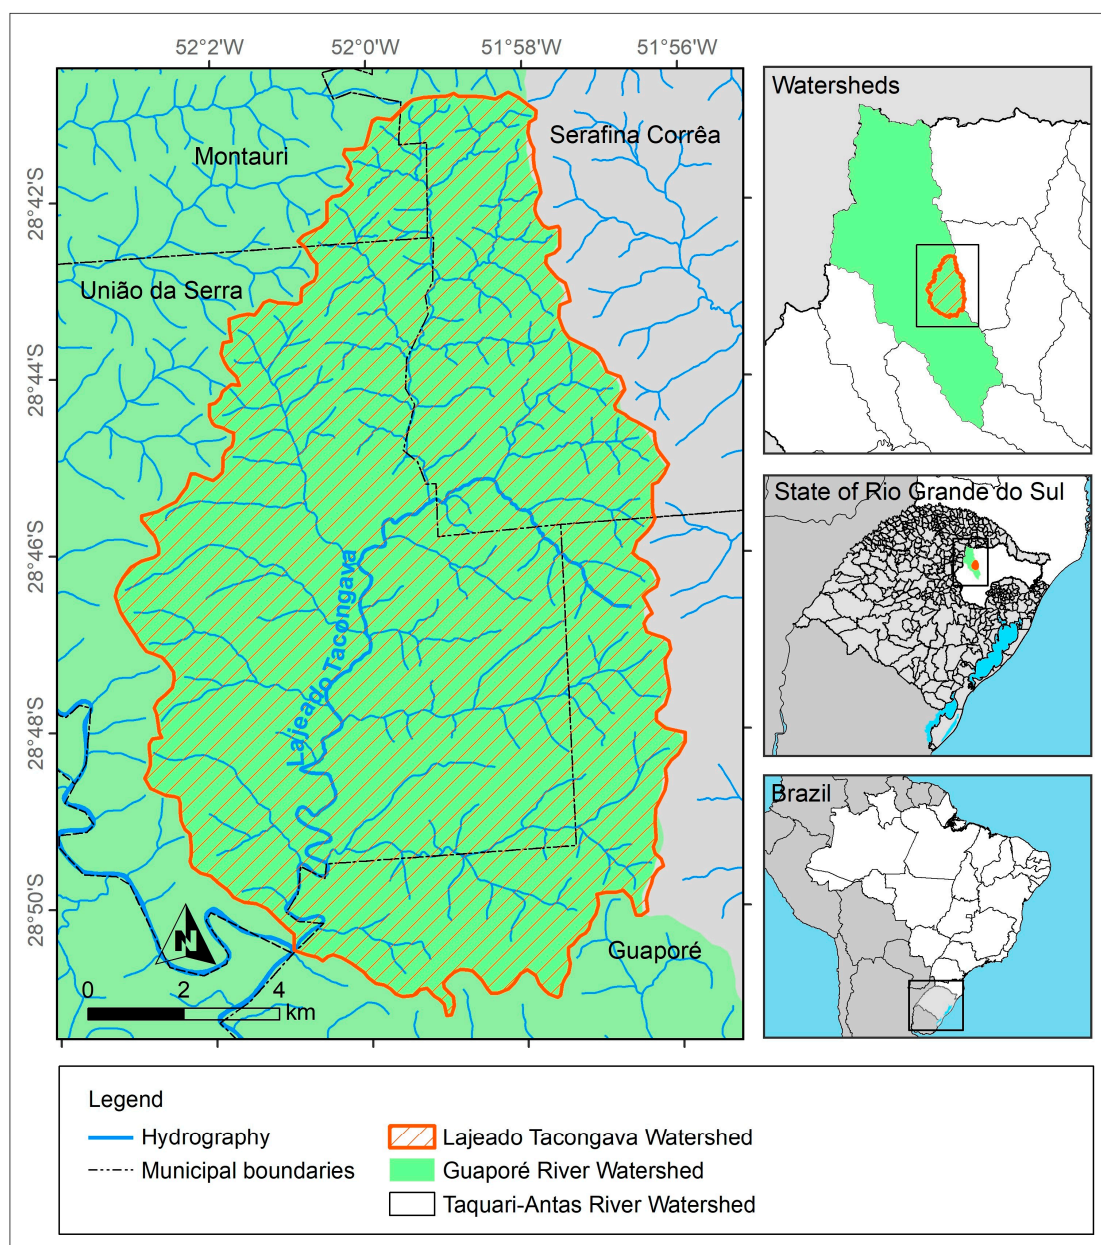 52°2'W 52°0'W 51°58'W 51°56'W
28°42'S
28°44'S
28°46'S
28°48'S
28°50'S
Montauri
Serafina Corrêa
União da Serra
Lajeado Tacongava
Guaporé
N
0 2 4
km
Watersheds
State of Rio Grande do Sul
Brazil
Legend
Hydrography
Municipal boundaries
Lajeado Tacongava Watershed
Guaporé River Watershed
Taquari-Antas River Watershed